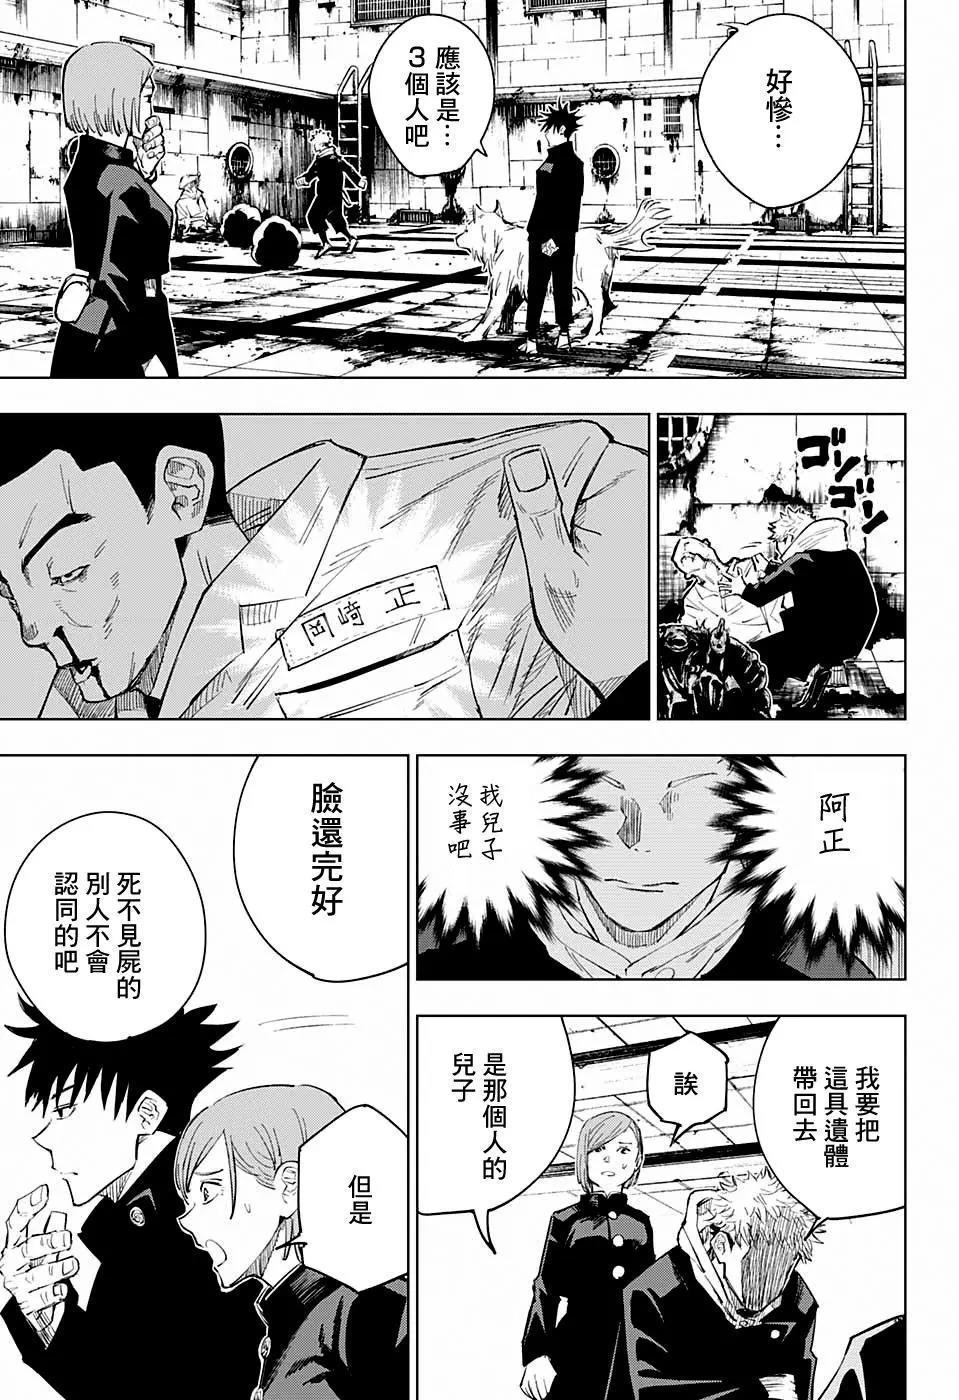 好慘…
應該是…
3個人吧
ゴソ
ゴソ
岡崎 正
阿正
我兒子
沒事吧
我要把
這具遺體
帶回去
誒
是那個人的
兒子
臉還完好
死不見屍的
別人不會
認同的吧
但是